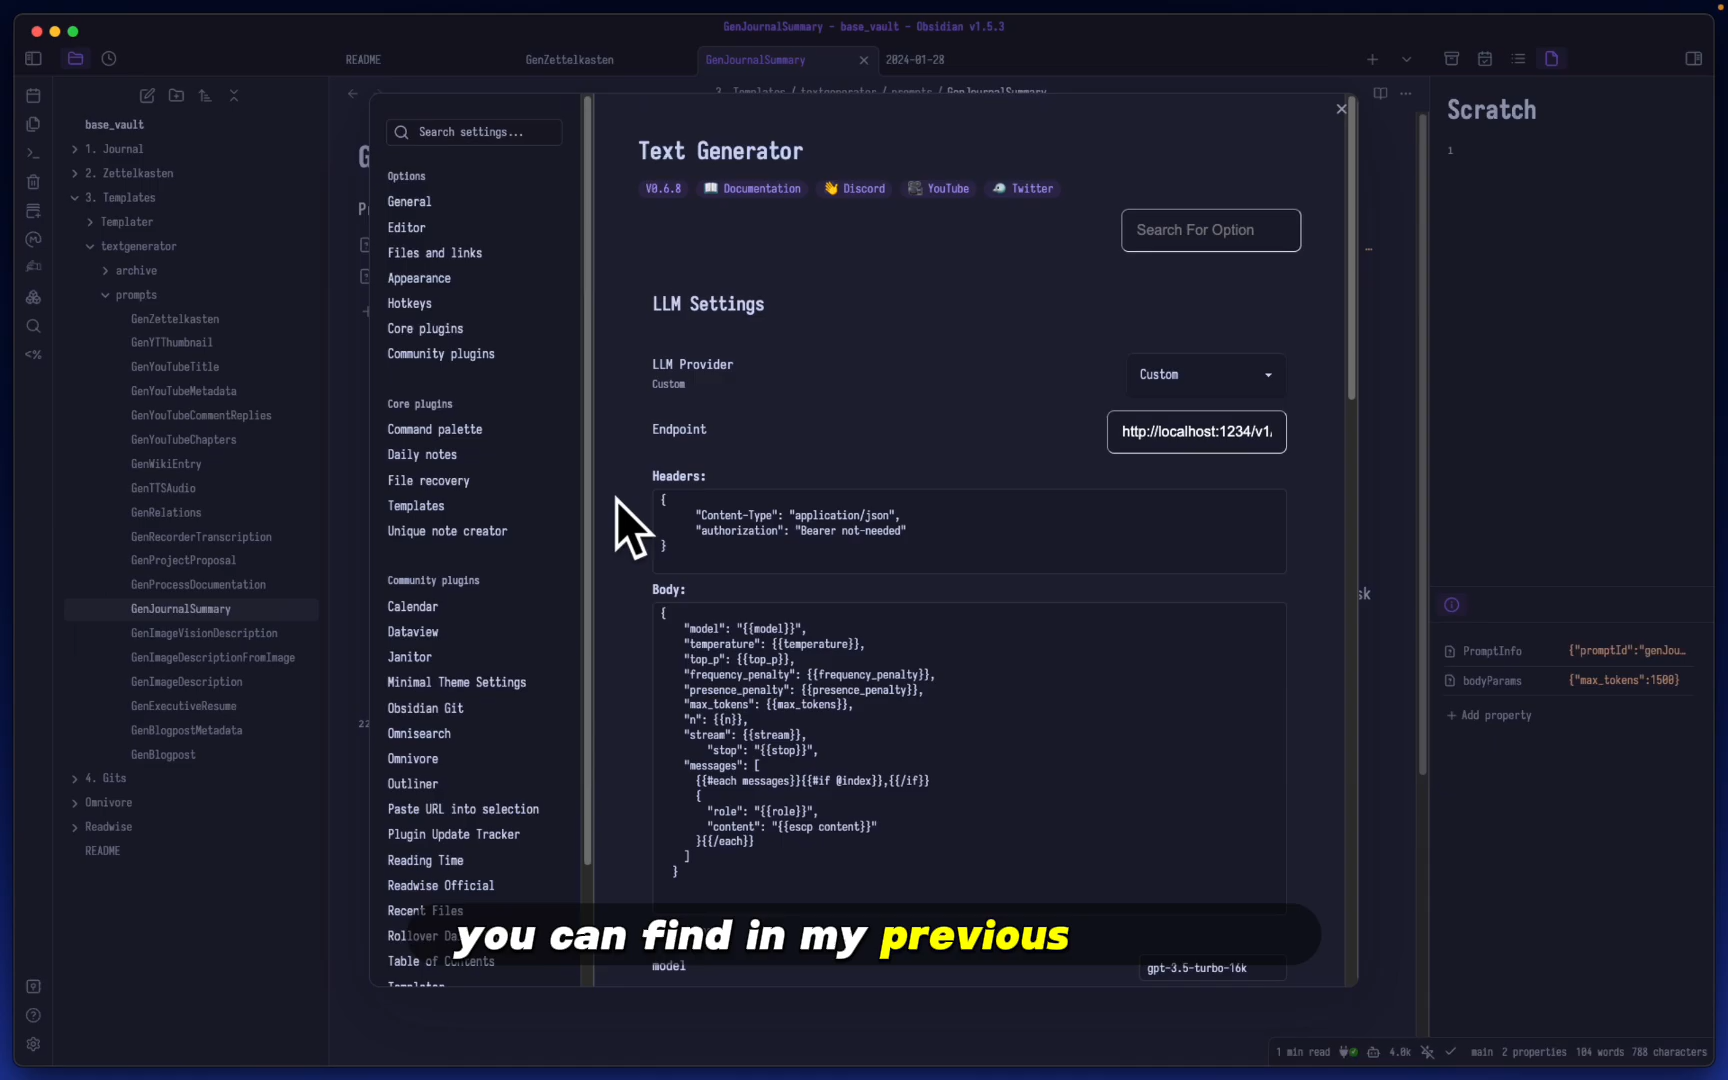 GenJournalSummary - base_vault - Obsidian v1.5.3
README
GenZettelkasten
GenJournalSummary
2024-01-28
base_vault
1. Journal
2. Zettelkasten
3. Templates
Templater
textgenerator
archive
prompts
GenZettelkasten
GenYTThumbnail
GenYouTubeTitle
GenYouTubeMetadata
GenYouTubeCommentReplies
GenYouTubeChapters
GenWikiEntry
GenTTSAudio
GenRelations
GenRecorderTranscription
GenProjectProposal
GenProcessDocumentation
GenJournalSummary
GenImageVisionDescription
GenImageDescriptionFromImage
GenImageDescription
GenExecutiveResume
GenBlogpostMetadata
GenBlogpost
4. Gits
Omnivore
Readwise
README
3. Templates / textgenerator / prompts / GenJournalSummary
Search settings...
Options
General
Editor
Files and links
Appearance
Hotkeys
Core plugins
Community plugins
Core plugins
Command palette
Daily notes
File recovery
Templates
Unique note creator
Community plugins
Calendar
Dataview
Janitor
Minimal Theme Settings
Obsidian Git
Omnisearch
Omnivore
Outliner
Paste URL into selection
Plugin Update Tracker
Reading Time
Readwise Official
Recent Files
Table of Contents
Templater
Text Generator
V0.6.8
Documentation
Discord
YouTube
Twitter
Search For Option
LLM Settings
LLM Provider
Custom
Custom
Endpoint
http://localhost:1234/v1/
Headers:
{
"Content-Type": "application/json",
"authorization": "Bearer not-needed"
}
Body:
{
"model": "{{model}}",
"temperature": {{temperature}},
"top_p": {{top_p}},
"frequency_penalty": {{frequency_penalty}},
"presence_penalty": {{presence_penalty}},
"max_tokens": {{max_tokens}},
"n": {{n}},
"stream": {{stream}},
"stop": "{{stop}}",
"messages": [
{{#each messages}}{{#if @index}},{{/if}}
{
"role": "{{role}}",
"content": "{{escp content}}"
}{{/each}}
]
}
you can find in my previous
model
gpt-3.5-turbo-16k
Scratch
1
PromptInfo
{"promptId":"genJou…
bodyParams
{"max_tokens":1500}
+ Add property
1 min read
4.0k
main
2 properties
104 words
788 characters